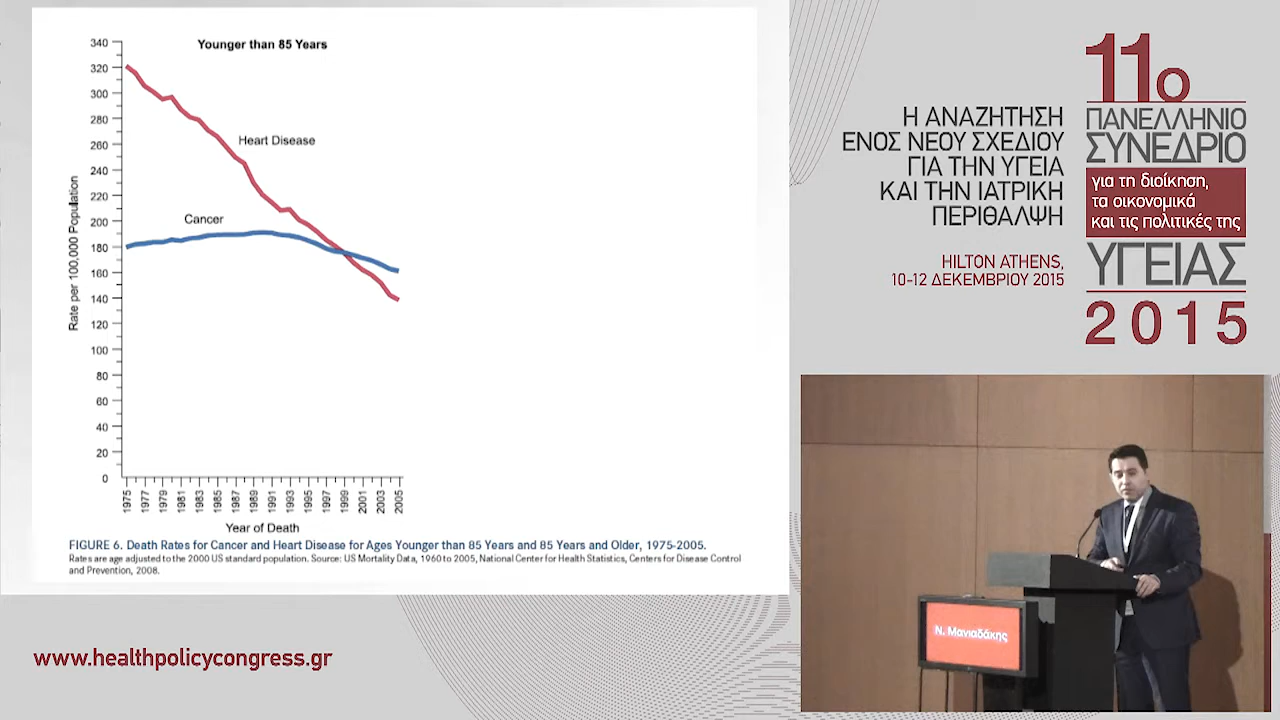 Younger than 85 Years
340
320
300
280
260
240
220
200
180
160
140
120
100
80
60
40
20
0
Rate per 100,000 Population
Heart Disease
Cancer
1975
1977
1979
1981
1983
1985
1987
1989
1991
1993
1995
1997
1999
2001
2003
2005
Year of Death
FIGURE 6. Death Rates for Cancer and Heart Disease for Ages Younger than 85 Years and 85 Years and Older, 1975-2005.
Rates are age adjusted to the 2000 US standard population. Source: US Mortality Data, 1960 to 2005, National Center for Health Statistics, Centers for Disease Control
and Prevention, 2008.
www.healthpolicycongress.gr
Η ΑΝΑΖΗΤΗΣΗ
ΕΝΟΣ ΝΕΟΥ ΣΧΕΔΙΟΥ
ΓΙΑ ΤΗΝ ΥΓΕΙΑ
ΚΑΙ ΤΗΝ ΙΑΤΡΙΚΗ
ΠΕΡΙΘΑΛΨΗ
HILTON ATHENS,
10-12 ΔΕΚΕΜΒΡΙΟΥ 2015
11ο
ΠΑΝΕΛΛΗΝΙΟ
ΣΥΝΕΔΡΙΟ
για τη διοίκηση,
τα οικονομικά
και τις πολιτικές της
ΥΓΕΙΑΣ
2015
Ν. Μανιαδάκης